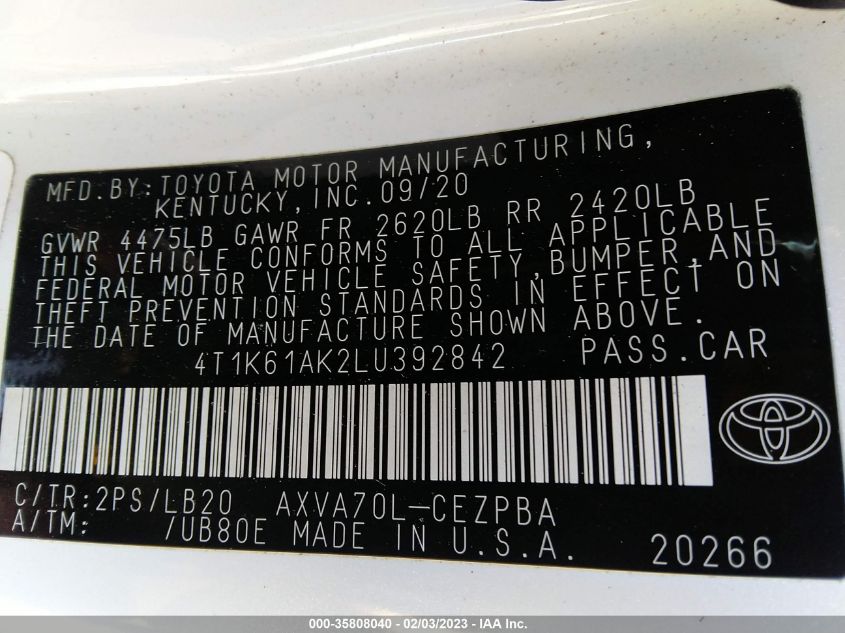 MFD.BY:TOYOTA MOTOR MANUFACTURING,
KENTUCKY,INC.09/20
GVWR 4475LB GAWR FR 2620LB RR 2420LB
THIS VEHICLE CONFORMS TO ALL APPLICABLE
FEDERAL MOTOR VEHICLE SAFETY,BUMPER,AND
THEFT PREVENTION STANDARDS IN EFFECT ON
THE DATE OF MANUFACTURE SHOWN ABOVE.
4T1K61AK2LU392842 PASS.CAR
C/TR:2PS/LB20 AXVA70L-CEZPBA
A/TM: /UB80E MADE IN U.S.A. 20266
000-35808040 - 02/03/2023 - IAA Inc.